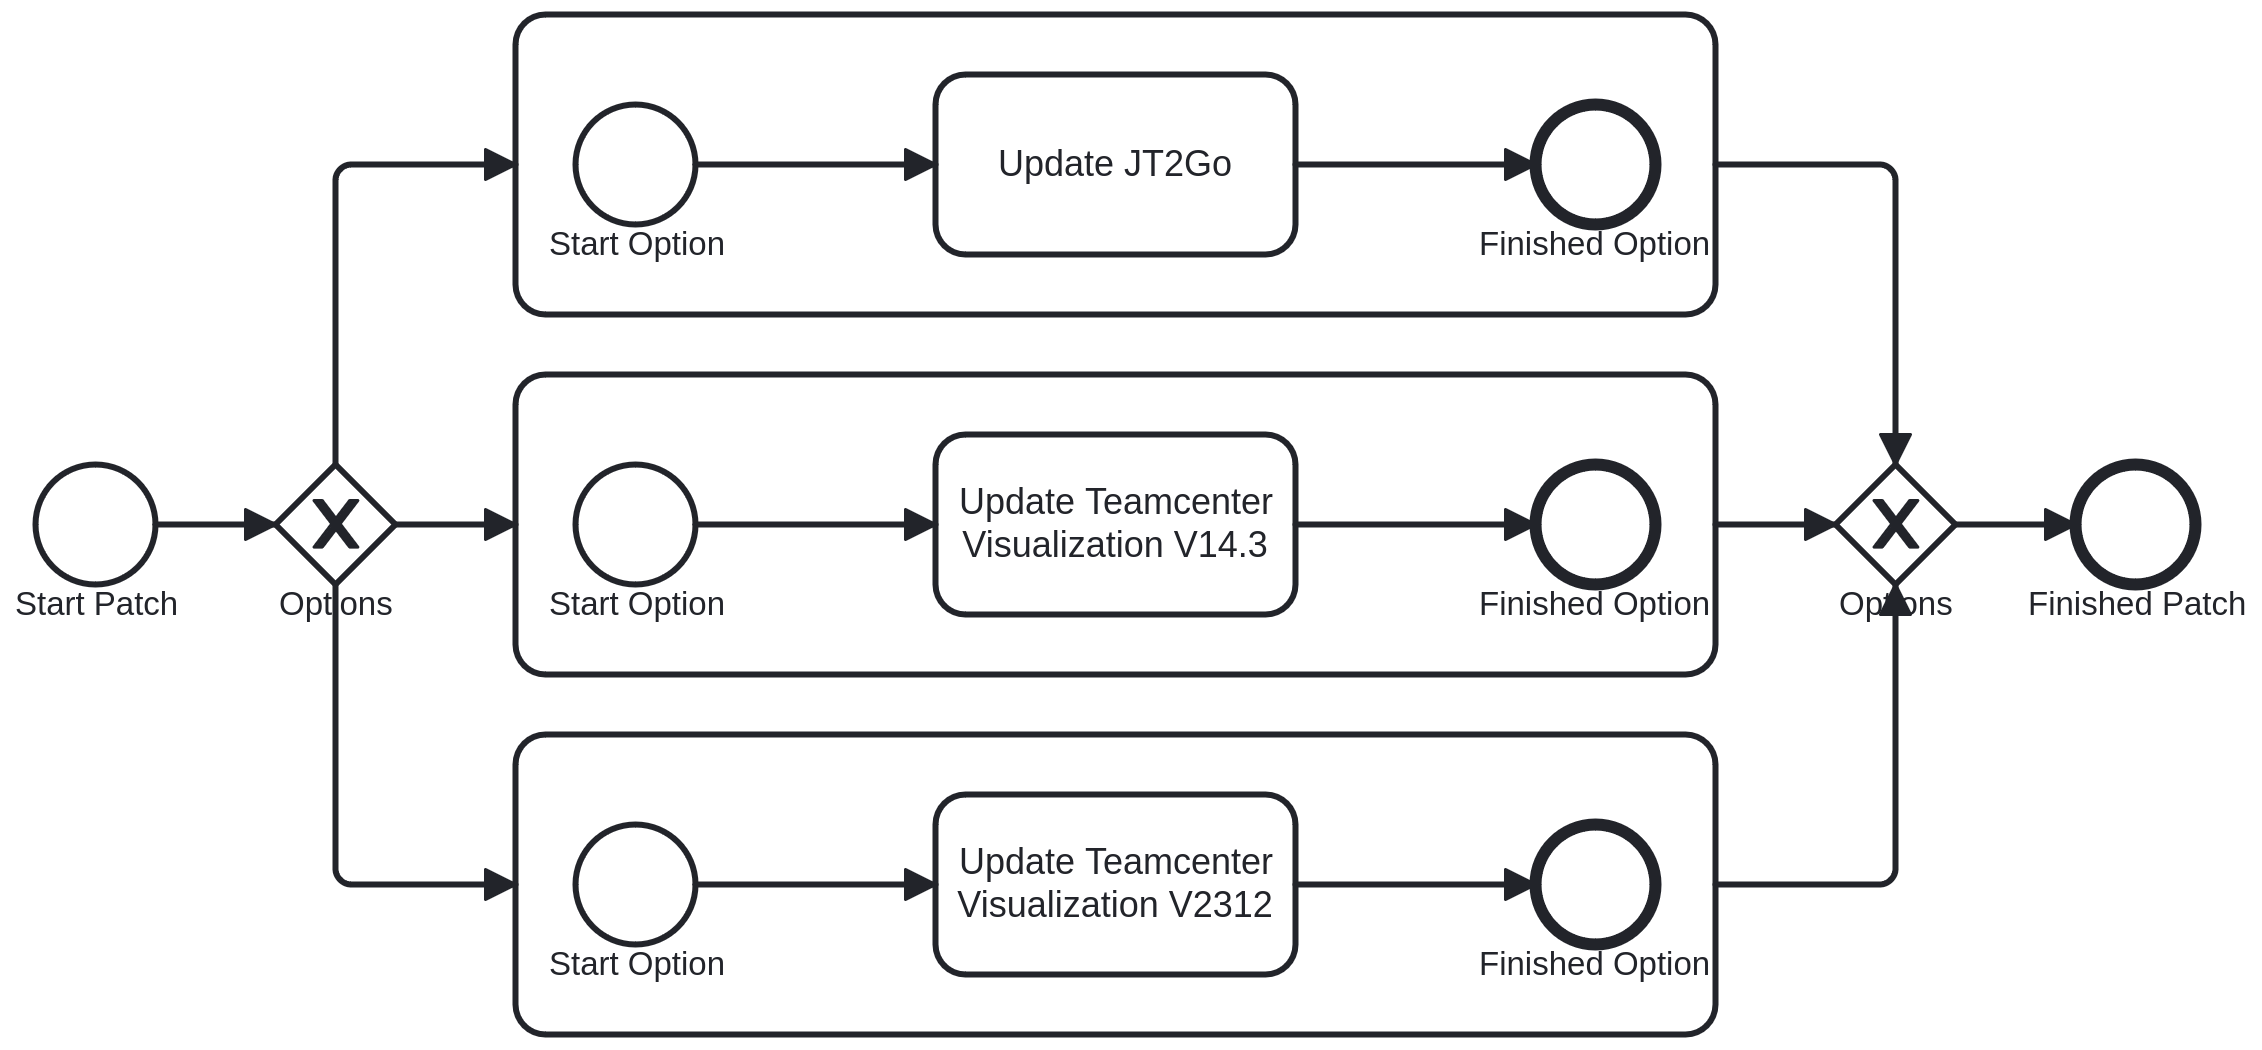 Update JT2Go
Start Option
Finished Option
Start Patch
X
Options
Start Option
Update Teamcenter
Visualization V14.3
Finished Option
X
Options
Finished Patch
Update Teamcenter
Visualization V2312
Start Option
Finished Option